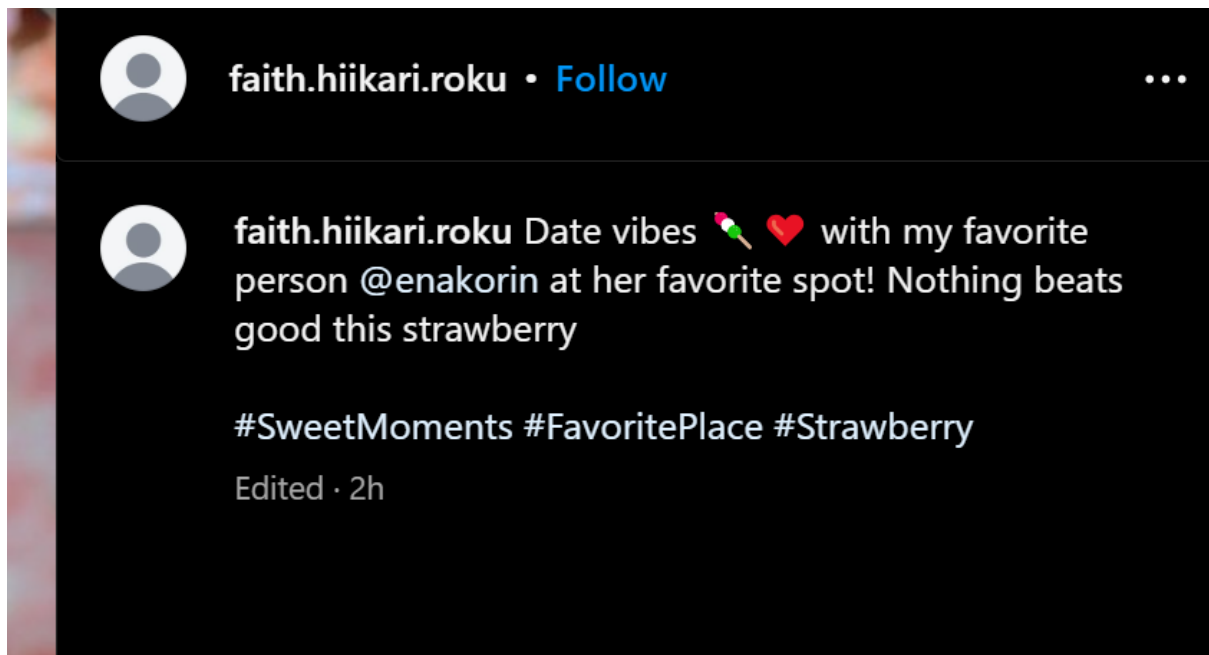 faith.hiikari.roku • Follow
faith.hiikari.roku Date vibes 🍡 ❤️ with my favorite
person @enakorin at her favorite spot! Nothing beats
good this strawberry
#SweetMoments #FavoritePlace #Strawberry
Edited · 2h